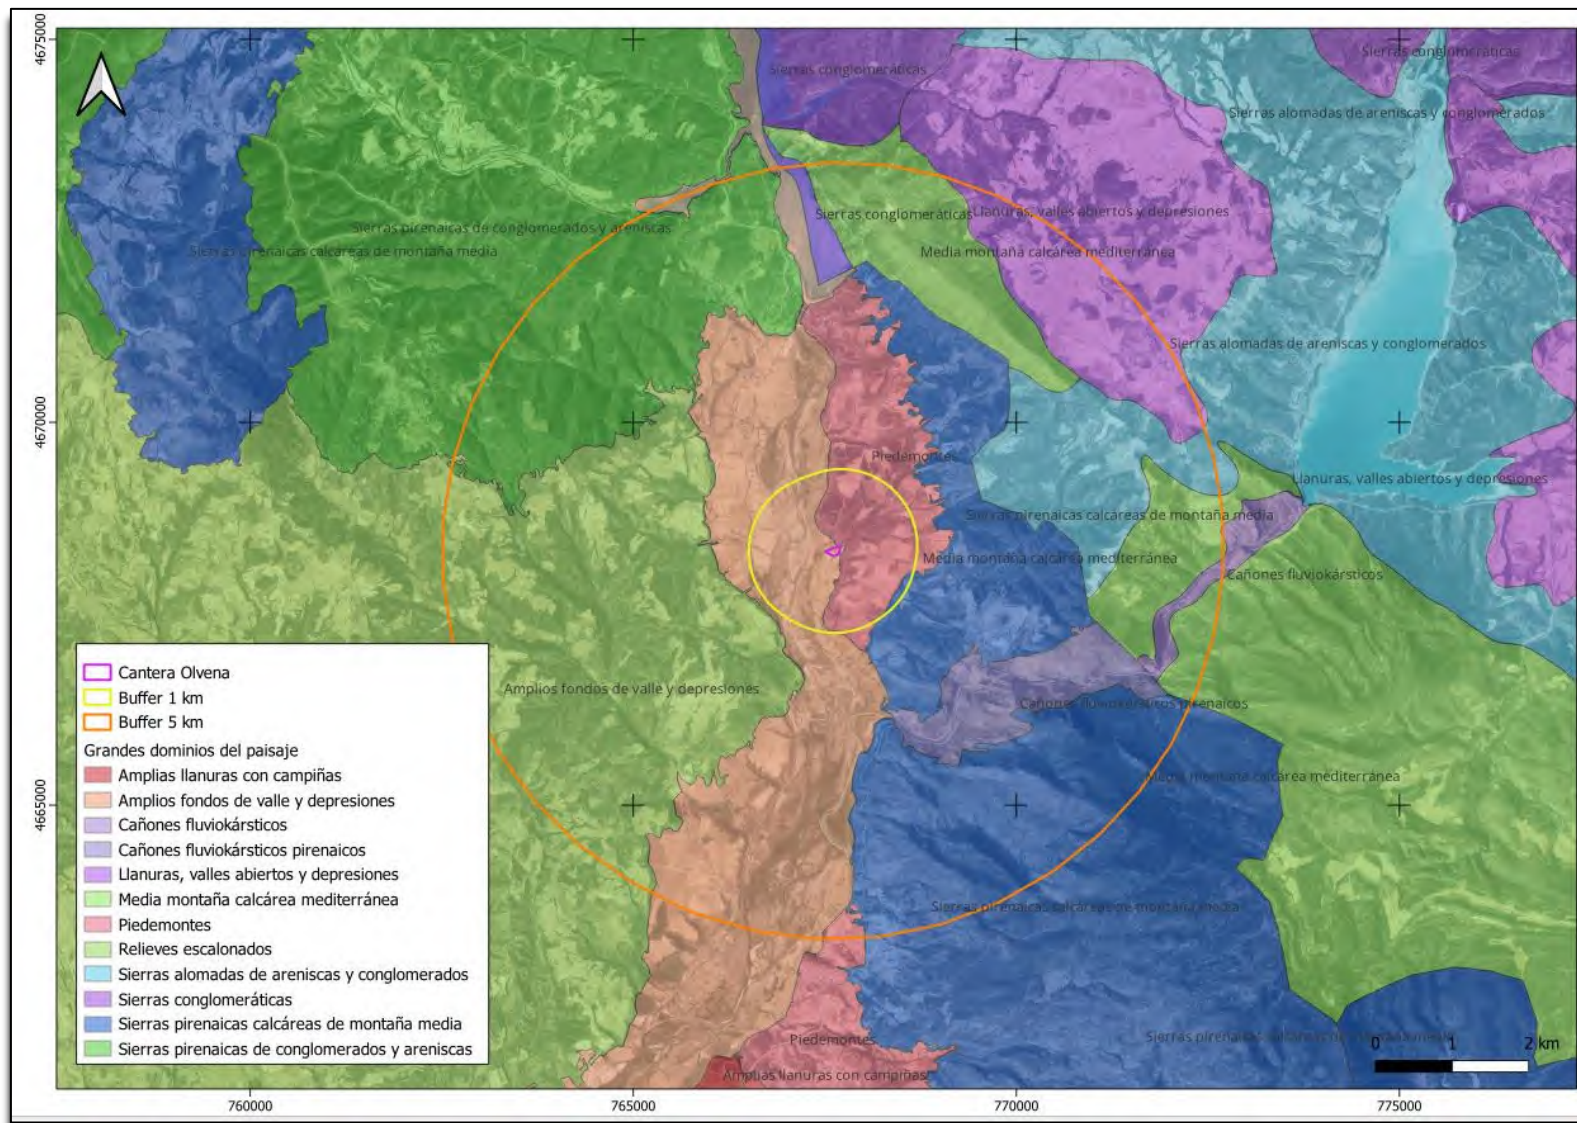 4675000
4670000
4665000
Sierras conglomeráticas
Sierras conglomeráticas
Sierras alomadas de areniscas y conglomerados
Sierras conglomeráticas
Llanuras, valles abiertos y depresiones
Sierras pirenaicas de conglomerados y areniscas
Sierras pirenaicas calcáreas de montaña media
Media montaña calcárea mediterránea
Sierras alomadas de areniscas y conglomerados
Piedemontes
Llanuras, valles abiertos y depresiones
Sierras pirenaicas calcáreas de montaña media
Media montaña calcárea mediterránea
Cañones fluviokársticos
Amplios fondos de valle y depresiones
Cañones fluviokársticos pirenaicos
Media montaña calcárea mediterránea
Sierras pirenaicas calcáreas de montaña media
Piedemontes
Sierras pirenaicas calcáreas de montaña media
Amplias llanuras con campiñas
Cantera Olvena
Buffer 1 km
Buffer 5 km
Grandes dominios del paisaje
Amplias llanuras con campiñas
Amplios fondos de valle y depresiones
Cañones fluviokársticos
Cañones fluviokársticos pirenaicos
Llanuras, valles abiertos y depresiones
Media montaña calcárea mediterránea
Piedemontes
Relieves escalonados
Sierras alomadas de areniscas y conglomerados
Sierras conglomeráticas
Sierras pirenaicas calcáreas de montaña media
Sierras pirenaicas de conglomerados y areniscas
0 1 2 km
760000 765000 770000 775000